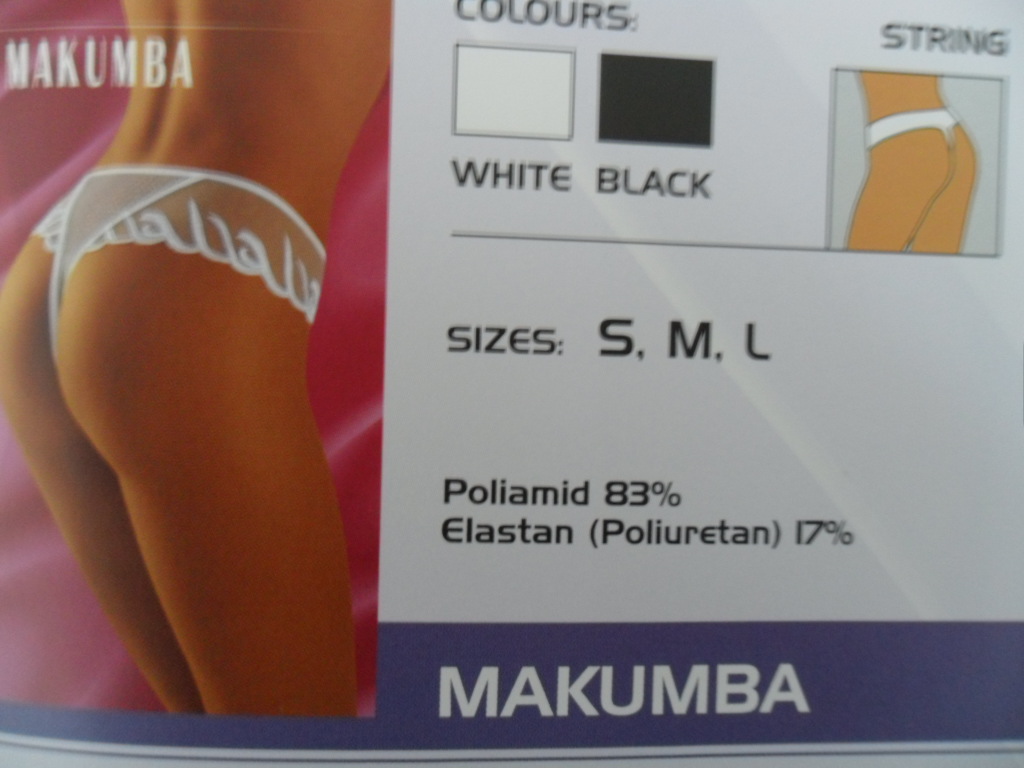 MAKUMBA
COLOURS:
STRING
WHITE BLACK
SIZES: S, M, L
Poliamid 83%
Elastan (Poliuretan) 17%
MAKUMBA